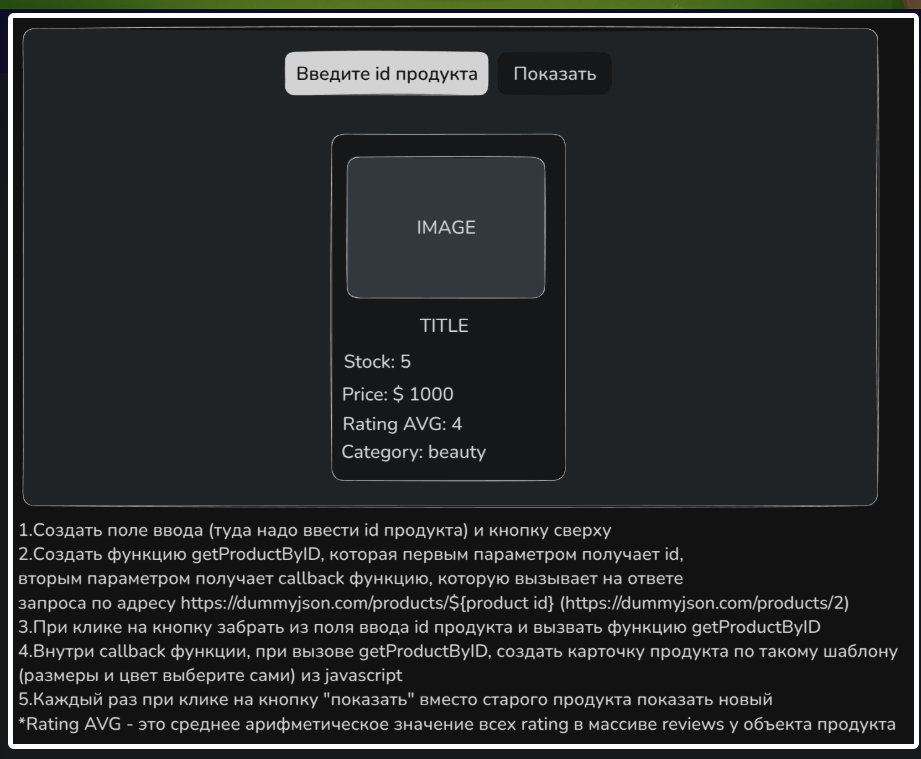 Введите id продукта
Показать
IMAGE
TITLE
Stock: 5
Price: $ 1000
Rating AVG: 4
Category: beauty
1.Создать поле ввода (туда надо ввести id продукта) и кнопку сверху
2.Создать функцию getProductByID, которая первым параметром получает id,
вторым параметром получает callback функцию, которую вызывает на ответе
запроса по адресу https://dummyjson.com/products/${product id} (https://dummyjson.com/products/2)
3.При клике на кнопку забрать из поля ввода id продукта и вызвать функцию getProductByID
4.Внутри callback функции, при вызове getProductByID, создать карточку продукта по такому шаблону
(размеры и цвет выберите сами) из javascript
5.Каждый раз при клике на кнопку "показать" вместо старого продукта показать новый
*Rating AVG - это среднее арифметическое значение всех rating в массиве reviews у объекта продукта